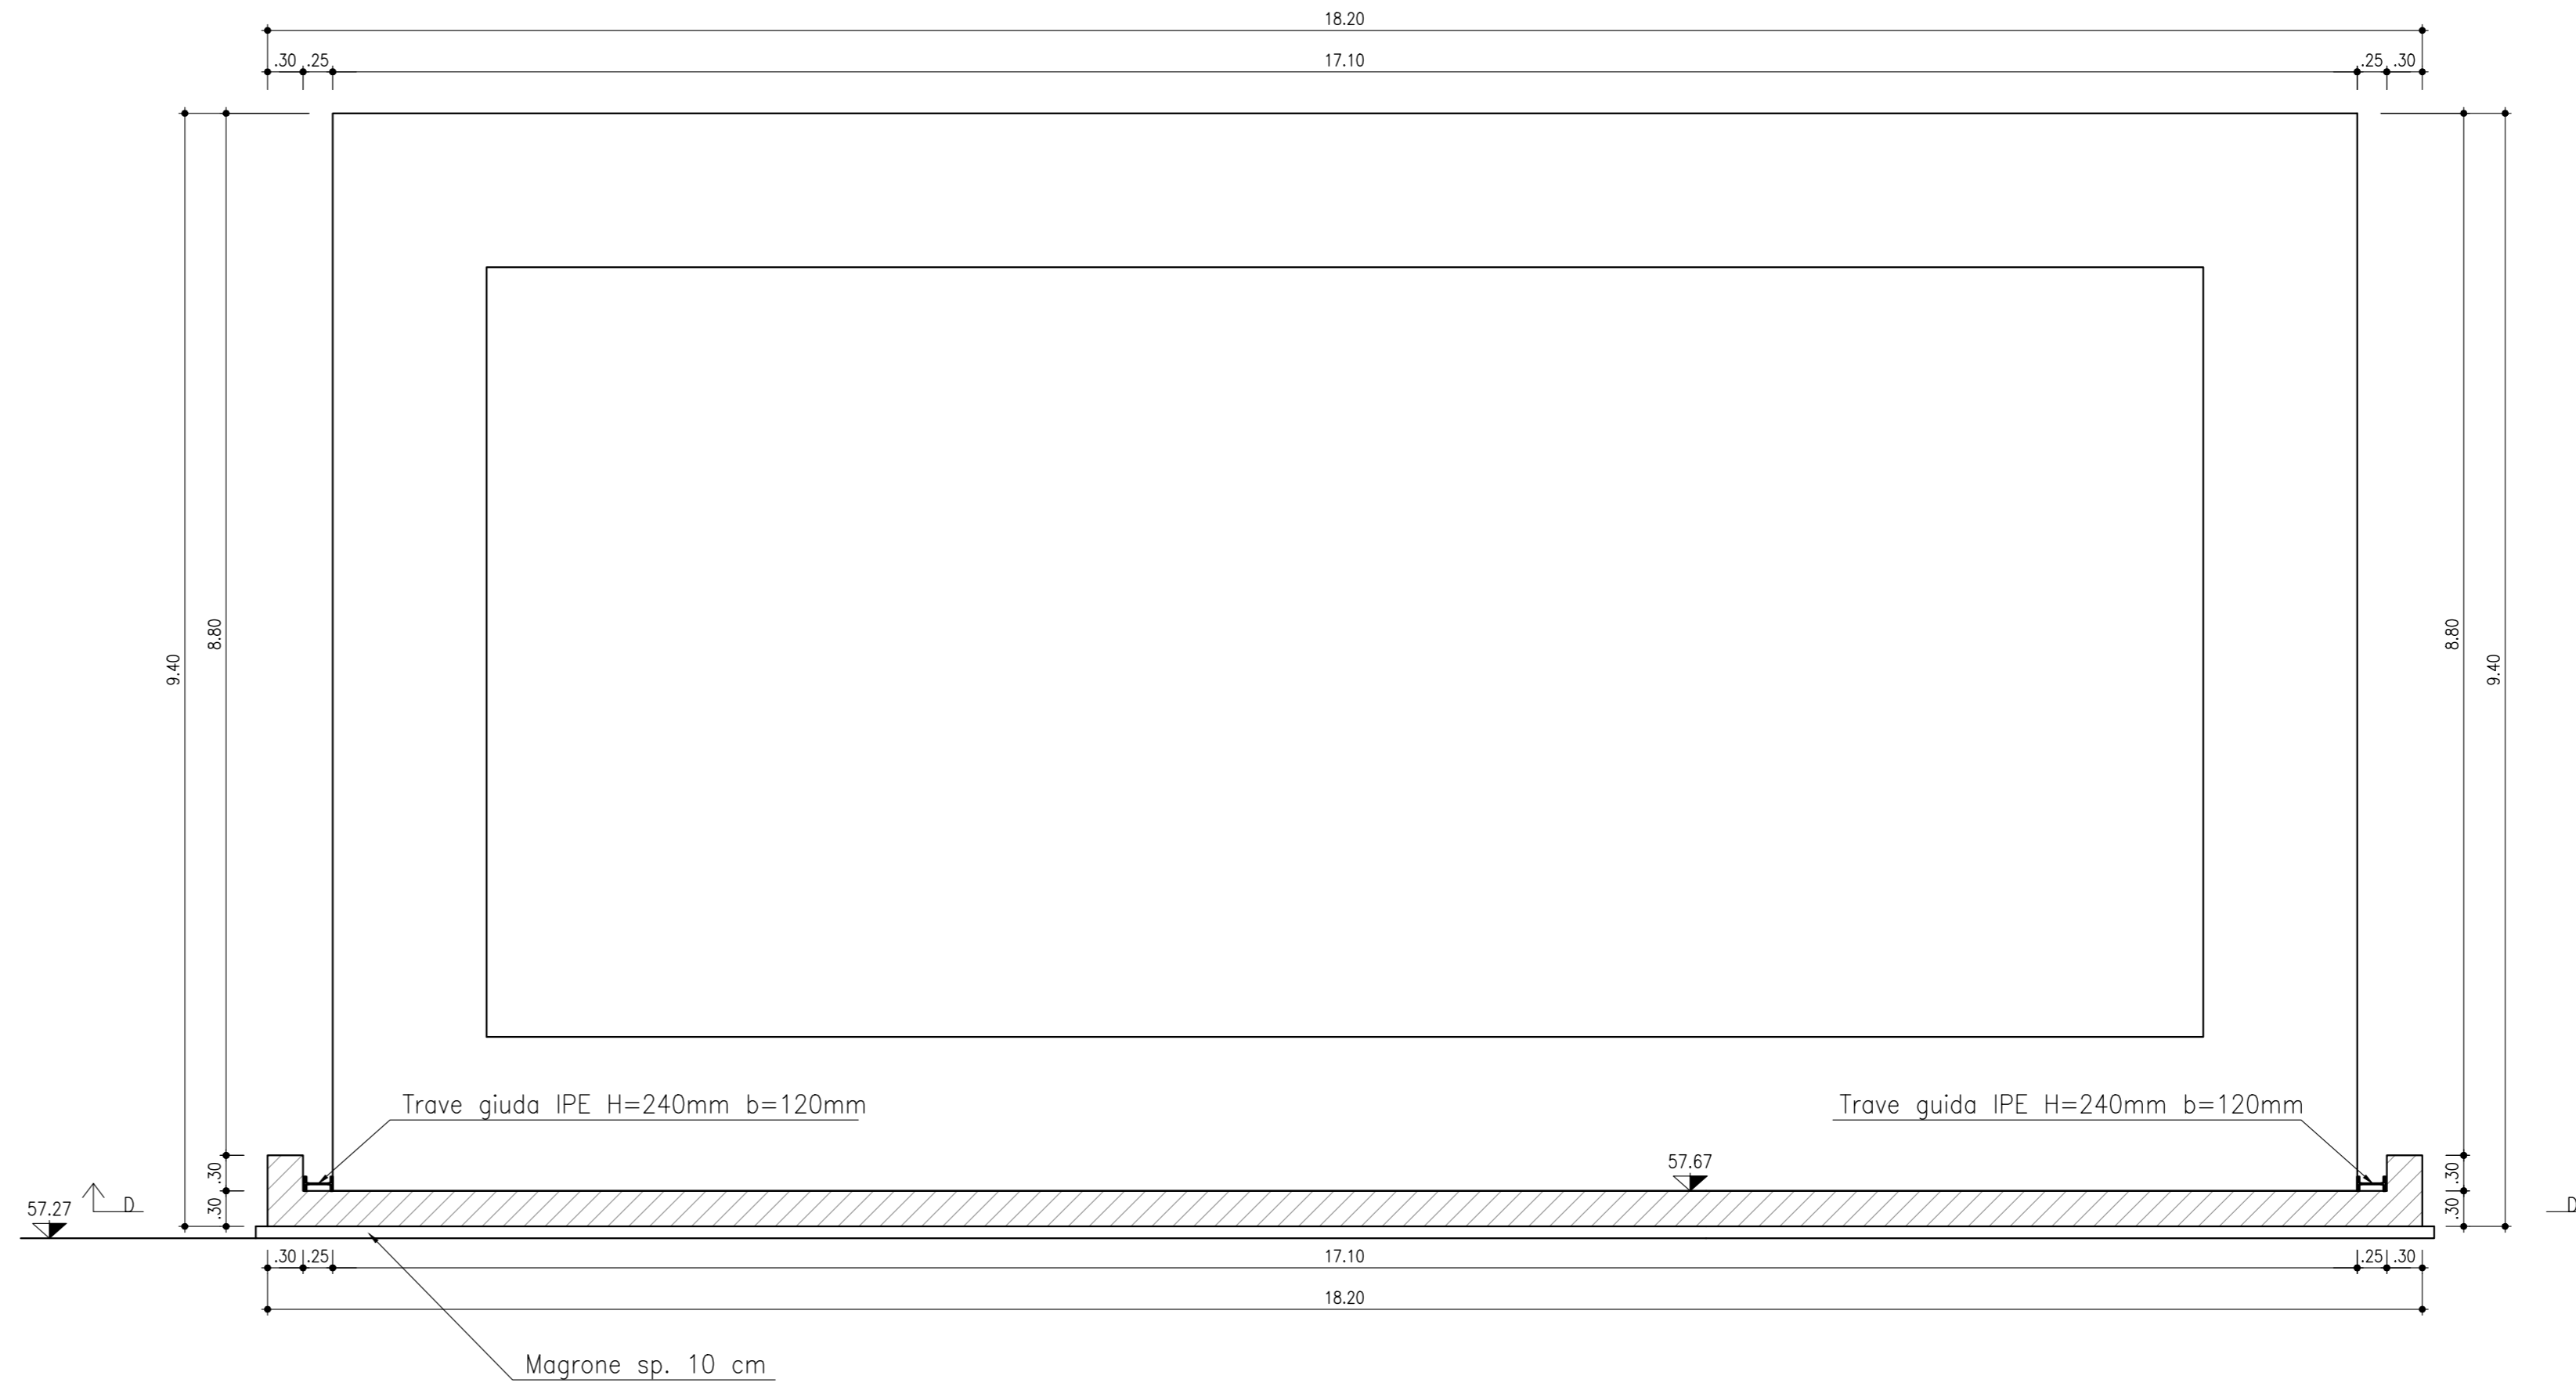 18.20
.30 .25 17.10 .25 .30
9.40 8.80 8.80 9.40
Trave giuda IPE H=240mm b=120mm Trave guida IPE H=240mm b=120mm
.30 57.67 .30
57.27 D .30 .30 D
.30 .25 17.10 .25 .30
18.20
Magrone sp. 10 cm